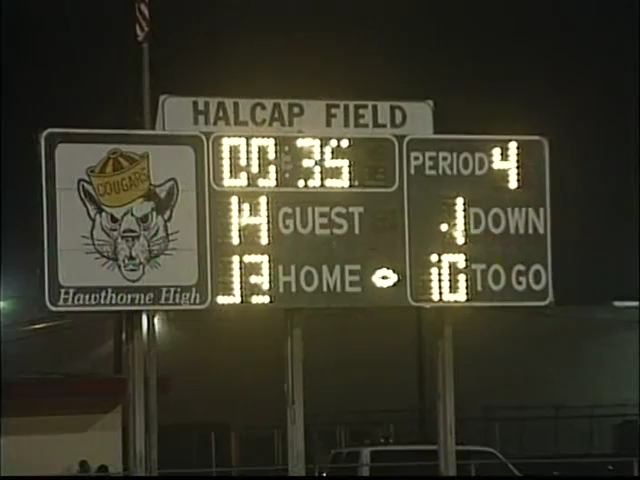 HALCAP FIELD
COUGARS
Hawthorne High
00:35
14 GUEST
13 HOME
PERIOD 4
1 DOWN
10 TO GO